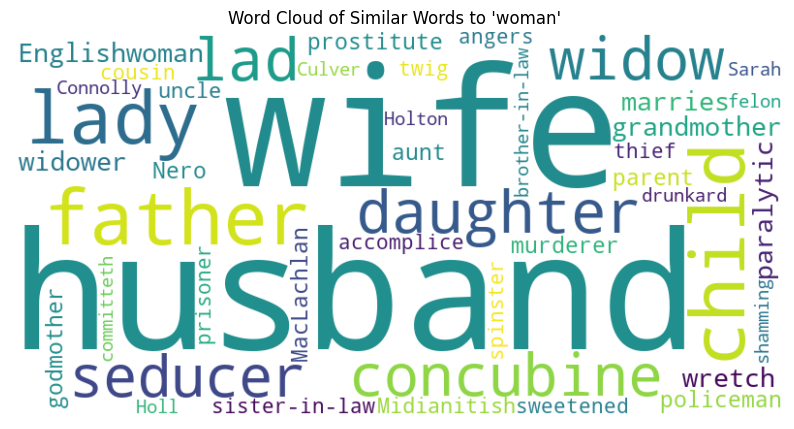 Word Cloud of Similar Words to 'woman'
Englishwoman
cousin
Connolly
uncle
lad
Culver
prostitute
twig
angers
brother-in-law
widow
Sarah
marries
felon
grandmother
lady
wife
Holton
aunt
thief
parent
drunkard
widower
Nero
father
daughter
child
paralytic
accomplice
murderer
husband
prisoner
MacLachlan
spinster
shamming
committeth
godmother
seducer
concubine
wretch
policeman
Holl
sister-in-law
Midianitish
sweetened